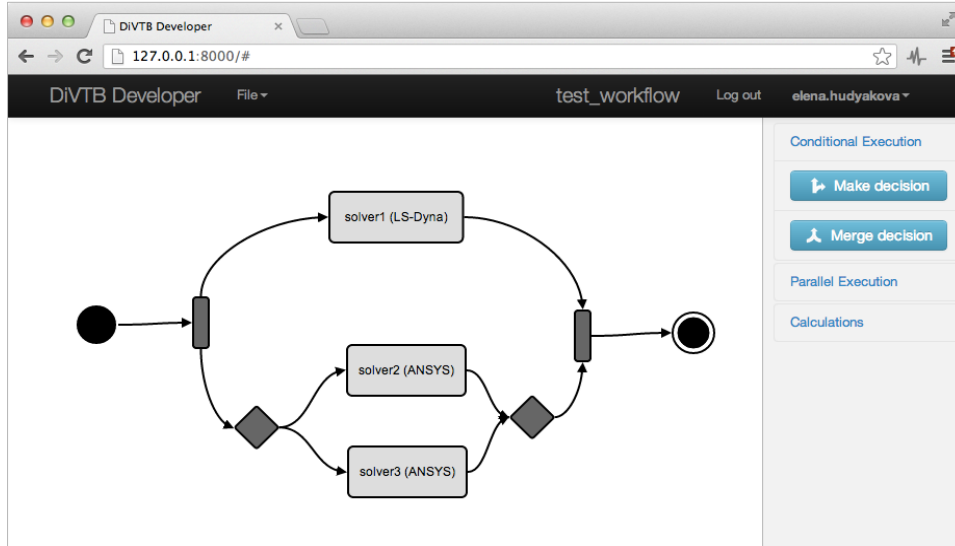 DiVTB Developer
127.0.0.1:8000/#
DiVTB Developer File test_workflow Log out elena.hudyakova
Conditional Execution
Make decision
Merge decision
Parallel Execution
Calculations
solver1 (LS-Dyna)
solver2 (ANSYS)
solver3 (ANSYS)